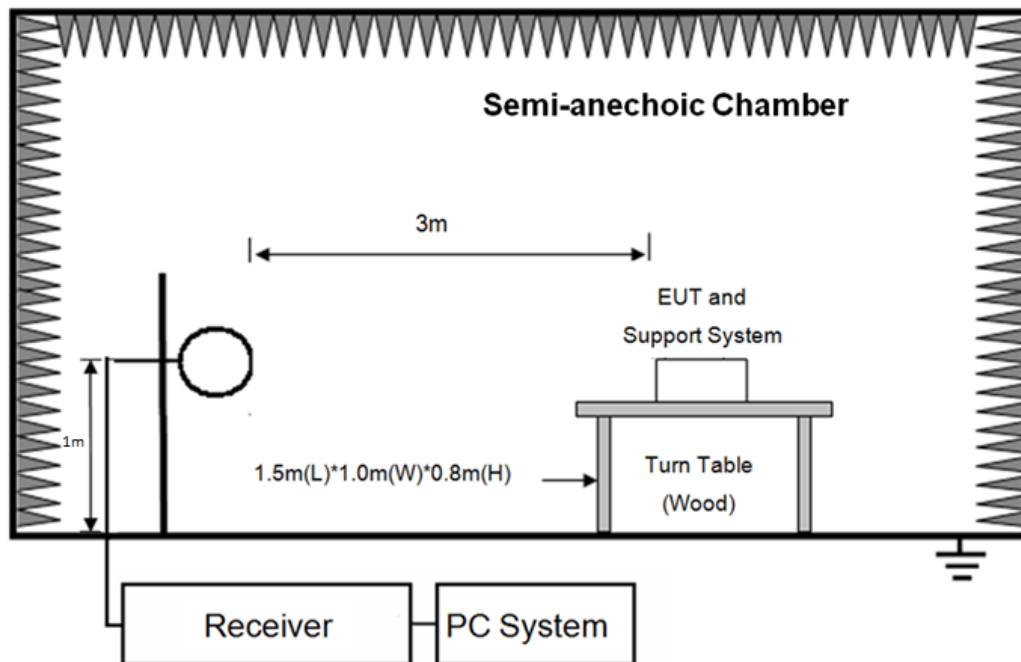 Semi-anechoic Chamber
3m
EUT and
Support System
1m
1.5m(L)*1.0m(W)*0.8m(H)
Turn Table
(Wood)
Receiver
PC System